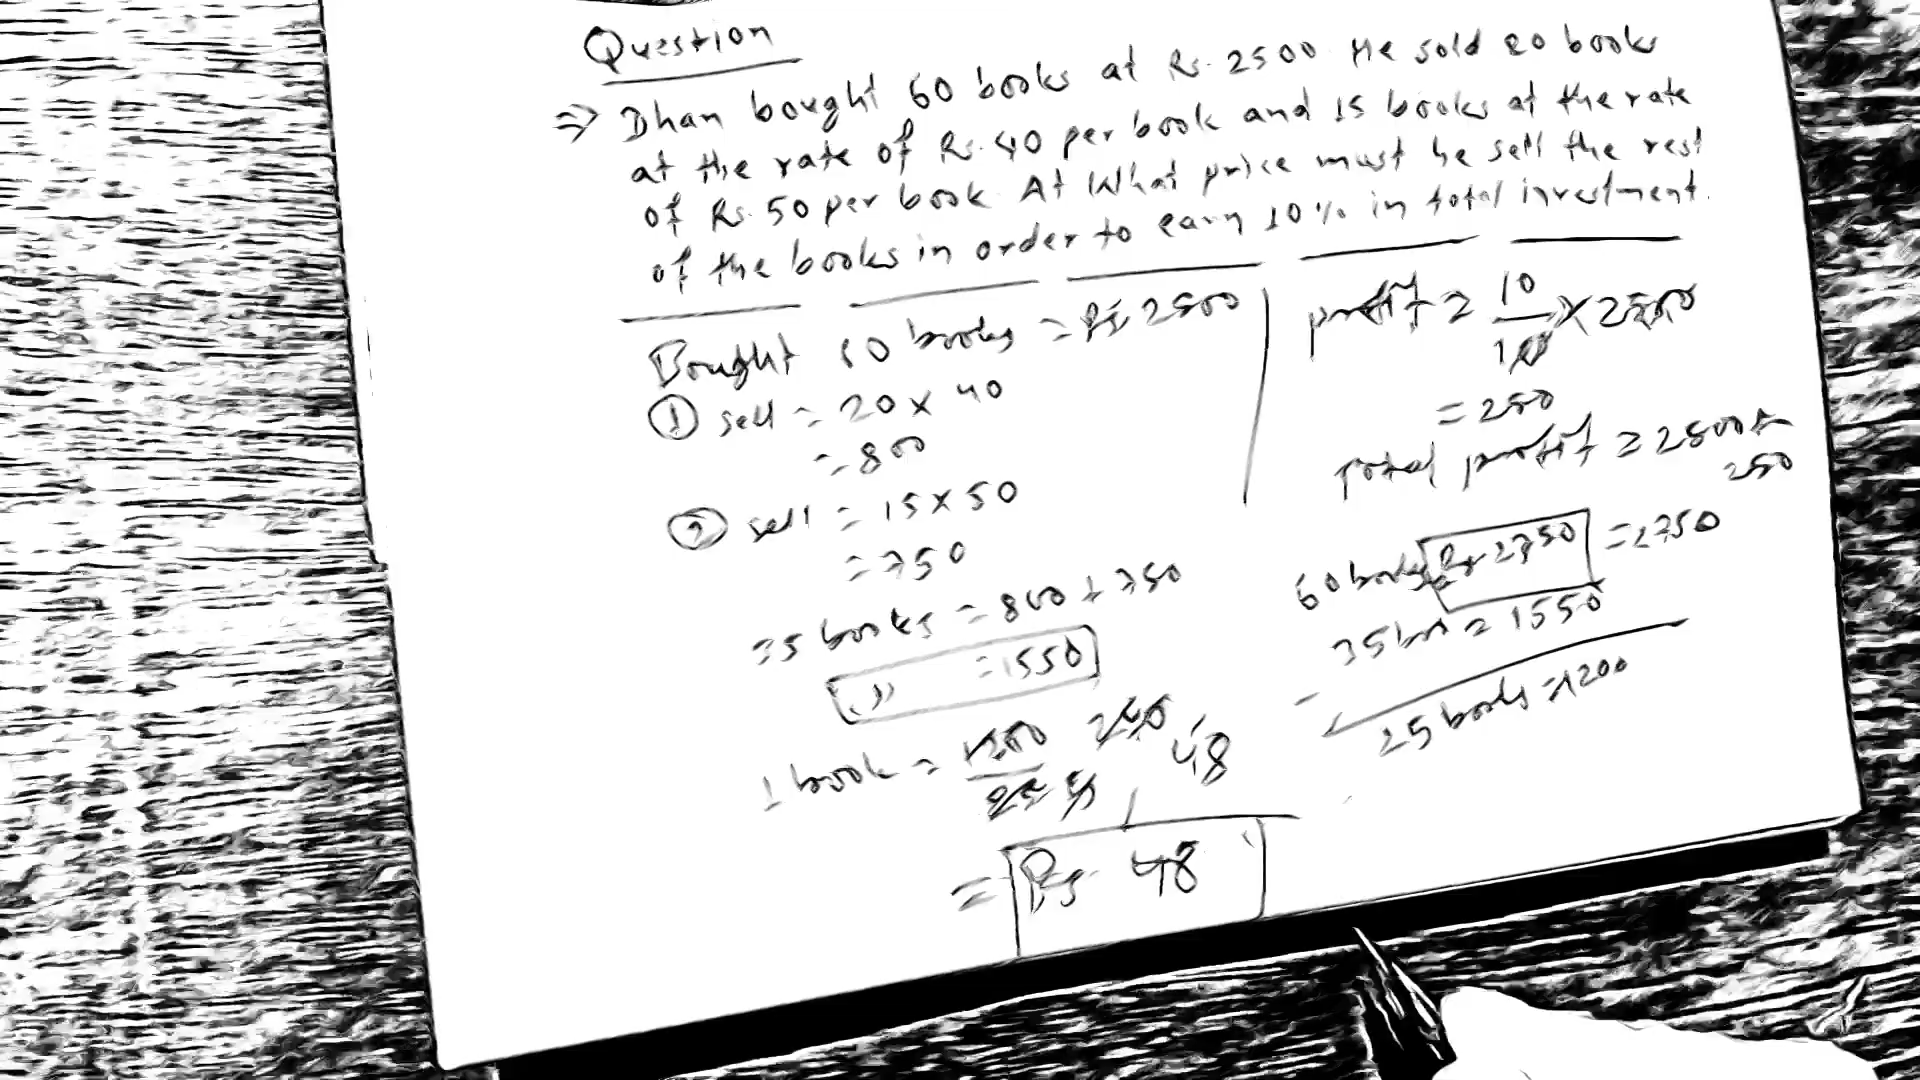 Question
⇒ Dhan bought 60 books at Rs. 2500 He sold 20 books
at the rate of Rs. 40 per book and 15 books at the rate
of Rs. 50 per book. At What price must he sell the rest
of the books in order to earn 10% in total investment.
Bought 60 books = Rs 2500
① sell = 20 x 40
= 800
② sell = 15 x 50
= 750
35 books = 800 + 750
" = 1550
1 book = 1200 240 48
25 5
= Rs 48
profit = 10 x 2500
100
= 250
Total profit = 2500 +
250
60 books Rs 2750 = 2750
35 = 1550
25 books = 1200